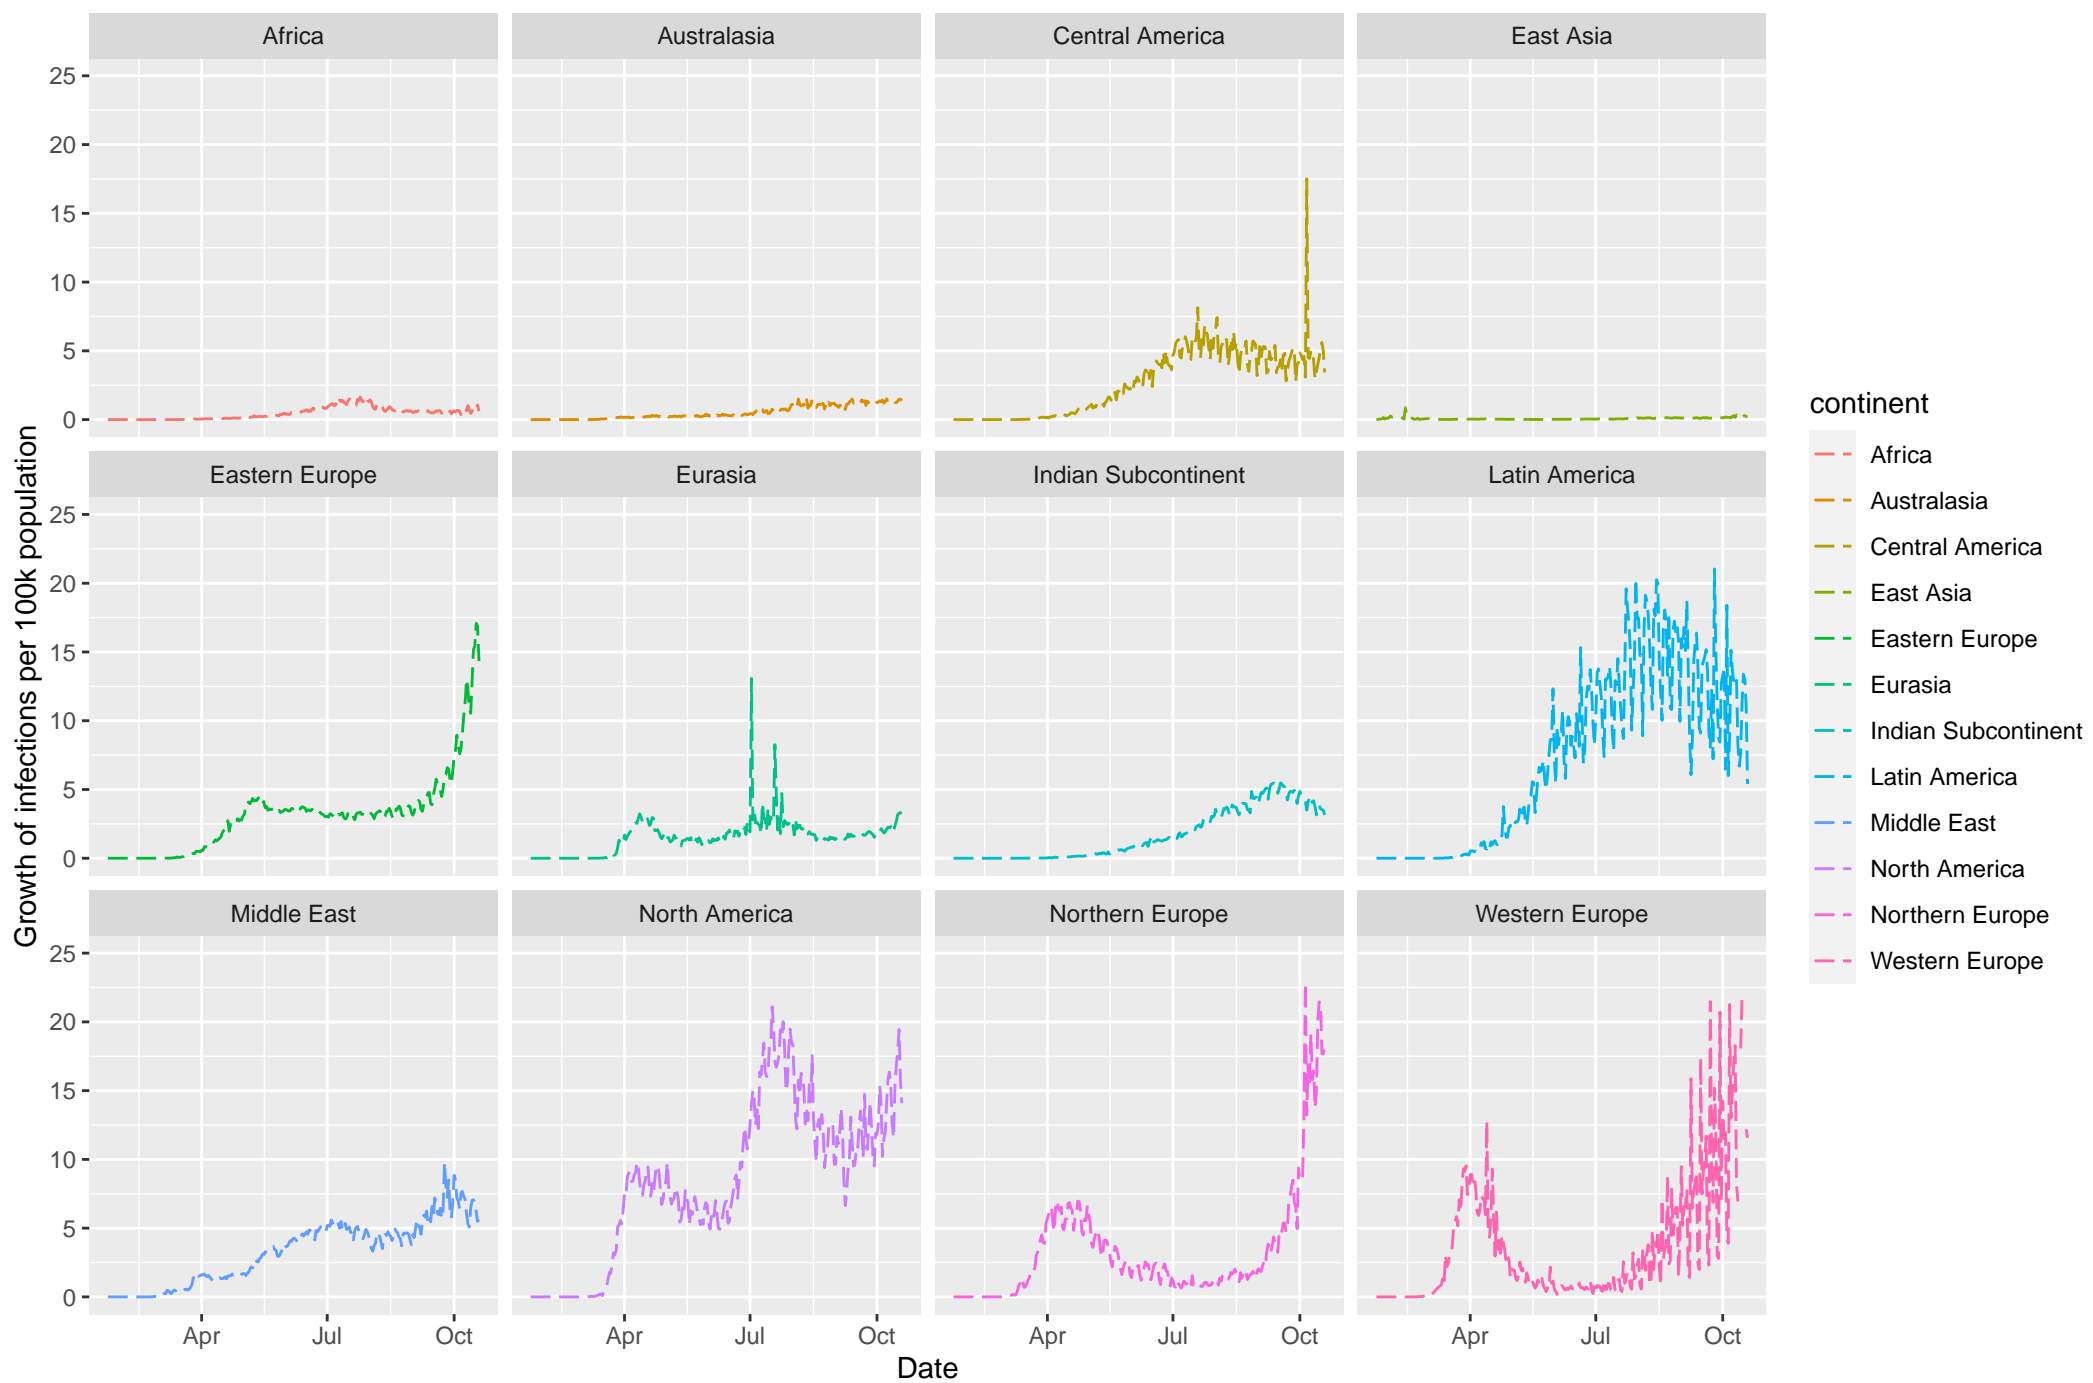 Africa
Australasia
Central America
East Asia
25
20
15
10
5
0
Eastern Europe
Eurasia
Indian Subcontinent
Latin America
25
20
15
10
5
0
Middle East
North America
Northern Europe
Western Europe
25
20
15
10
5
0
Apr Jul Oct
Apr Jul Oct
Apr Jul Oct
Apr Jul Oct
Date
Growth of infections per 100k population
continent
Africa
Australasia
Central America
East Asia
Eastern Europe
Eurasia
Indian Subcontinent
Latin America
Middle East
North America
Northern Europe
Western Europe